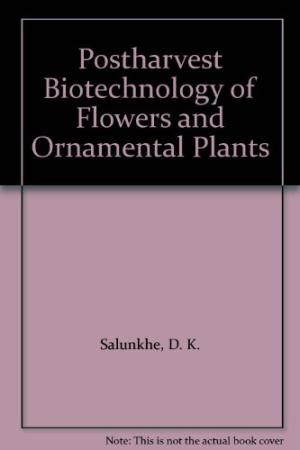 Postharvest
Biotechnology of
Flowers and
Ornamental Plants
Salunkhe, D. K.
Note: This is not the actual book cover